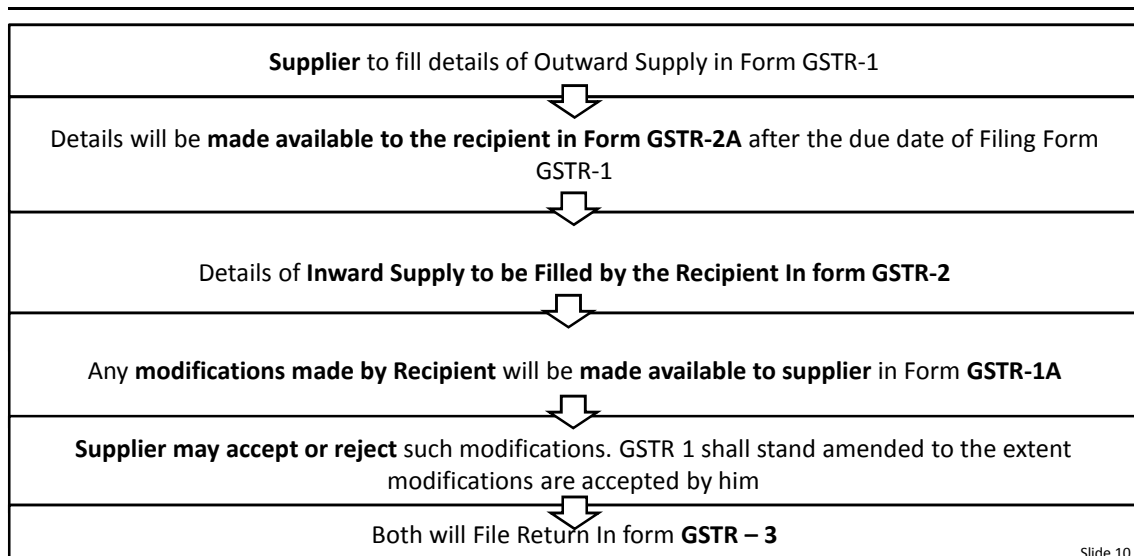 Supplier to fill details of Outward Supply in Form GSTR-1
Details will be made available to the recipient in Form GSTR-2A after the due date of Filing Form
GSTR-1
Details of Inward Supply to be Filled by the Recipient In form GSTR-2
Any modifications made by Recipient will be made available to supplier in Form GSTR-1A
Supplier may accept or reject such modifications. GSTR 1 shall stand amended to the extent
modifications are accepted by him
Both will File Return In form GSTR – 3
Slide 10